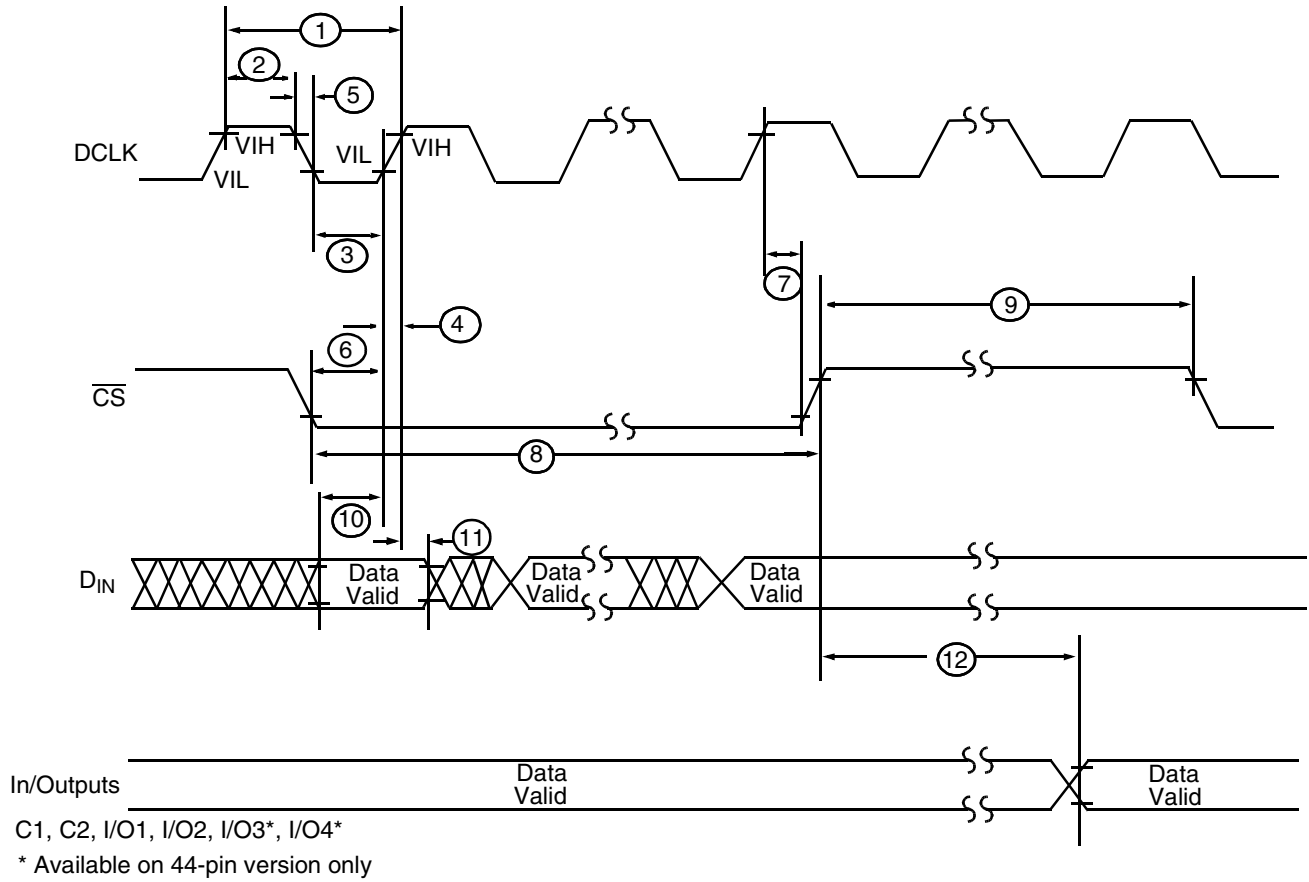 1
2
5
DCLK
VIH
VIL
VIH
VIL
3
7
9
4
6
CS
8
10
11
DIN
Data
Valid
Data
Valid
Data
Valid
12
In/Outputs
Data
Valid
Data
Valid
C1, C2, I/O1, I/O2, I/O3*, I/O4*
* Available on 44-pin version only